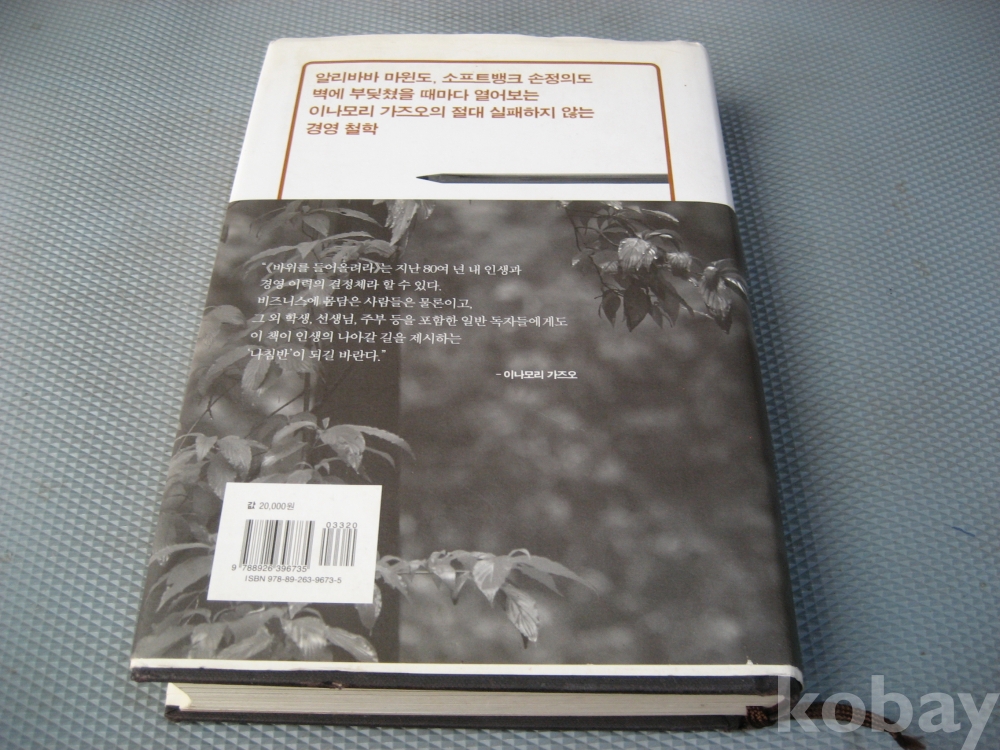 알리바바 마윈도, 소프트뱅크 손정의도
벽에 부딪쳤을 때마다 열어보는
이나모리 가즈오의 절대 실패하지 않는
경영 철학
“《바위를 들어올려라》는 지난 80여 년 내 인생과
경영 이력의 결정체라 할 수 있다.
비즈니스에 몸담은 사람들은 물론이고,
그 외 학생, 선생님, 주부 등을 포함한 일반 독자들에게도
이 책이 인생의 나아갈 길을 제시하는
‘나침반’이 되길 바란다.”
- 이나모리 가즈오
값 20,000원
03320
9 788926 396735
ISBN 978-89-263-9673-5
kobay